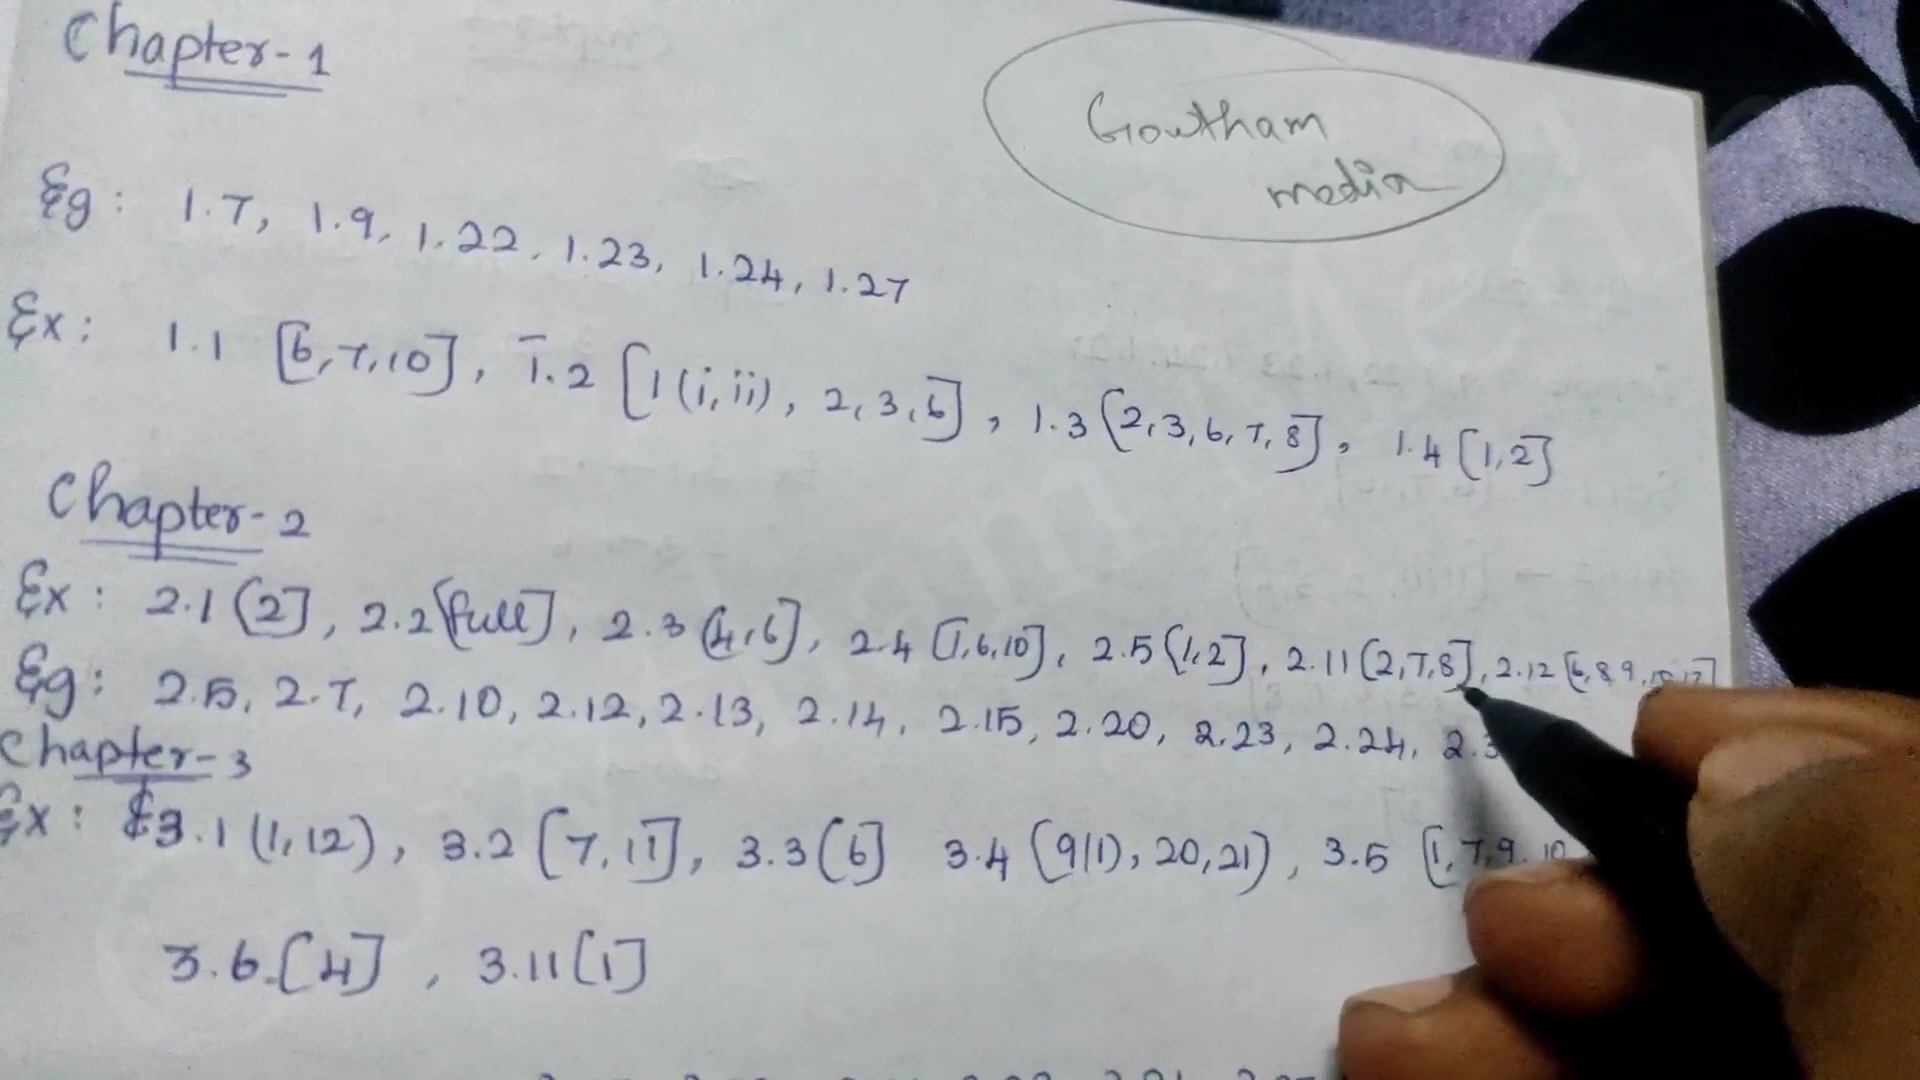 Chapter-1
Gowtham
media
Eg: 1.7, 1.9, 1.22, 1.23, 1.24, 1.27
Ex: 1.1 [6,7,10], 1.2 [1(i,ii), 2,3,6], 1.3 [2,3,6,7,8], 1.4 [1,2]
Chapter-2
Ex: 2.1 [2], 2.2 [full], 2.3 [4,6], 2.4 [1,6,10], 2.5 [1,2], 2.11 [2,7,8], 2.12 [6,8,9,
Eg: 2.5, 2.7, 2.10, 2.12, 2.13, 2.14, 2.15, 2.20, 2.23, 2.24,
Chapter-3
Ex: 3.1 (1,12), 3.2 [7,11], 3.3 [6] 3.4 (9(1), 20,21), 3.5 [1,7,9,10
3.6 [4], 3.11 [1]